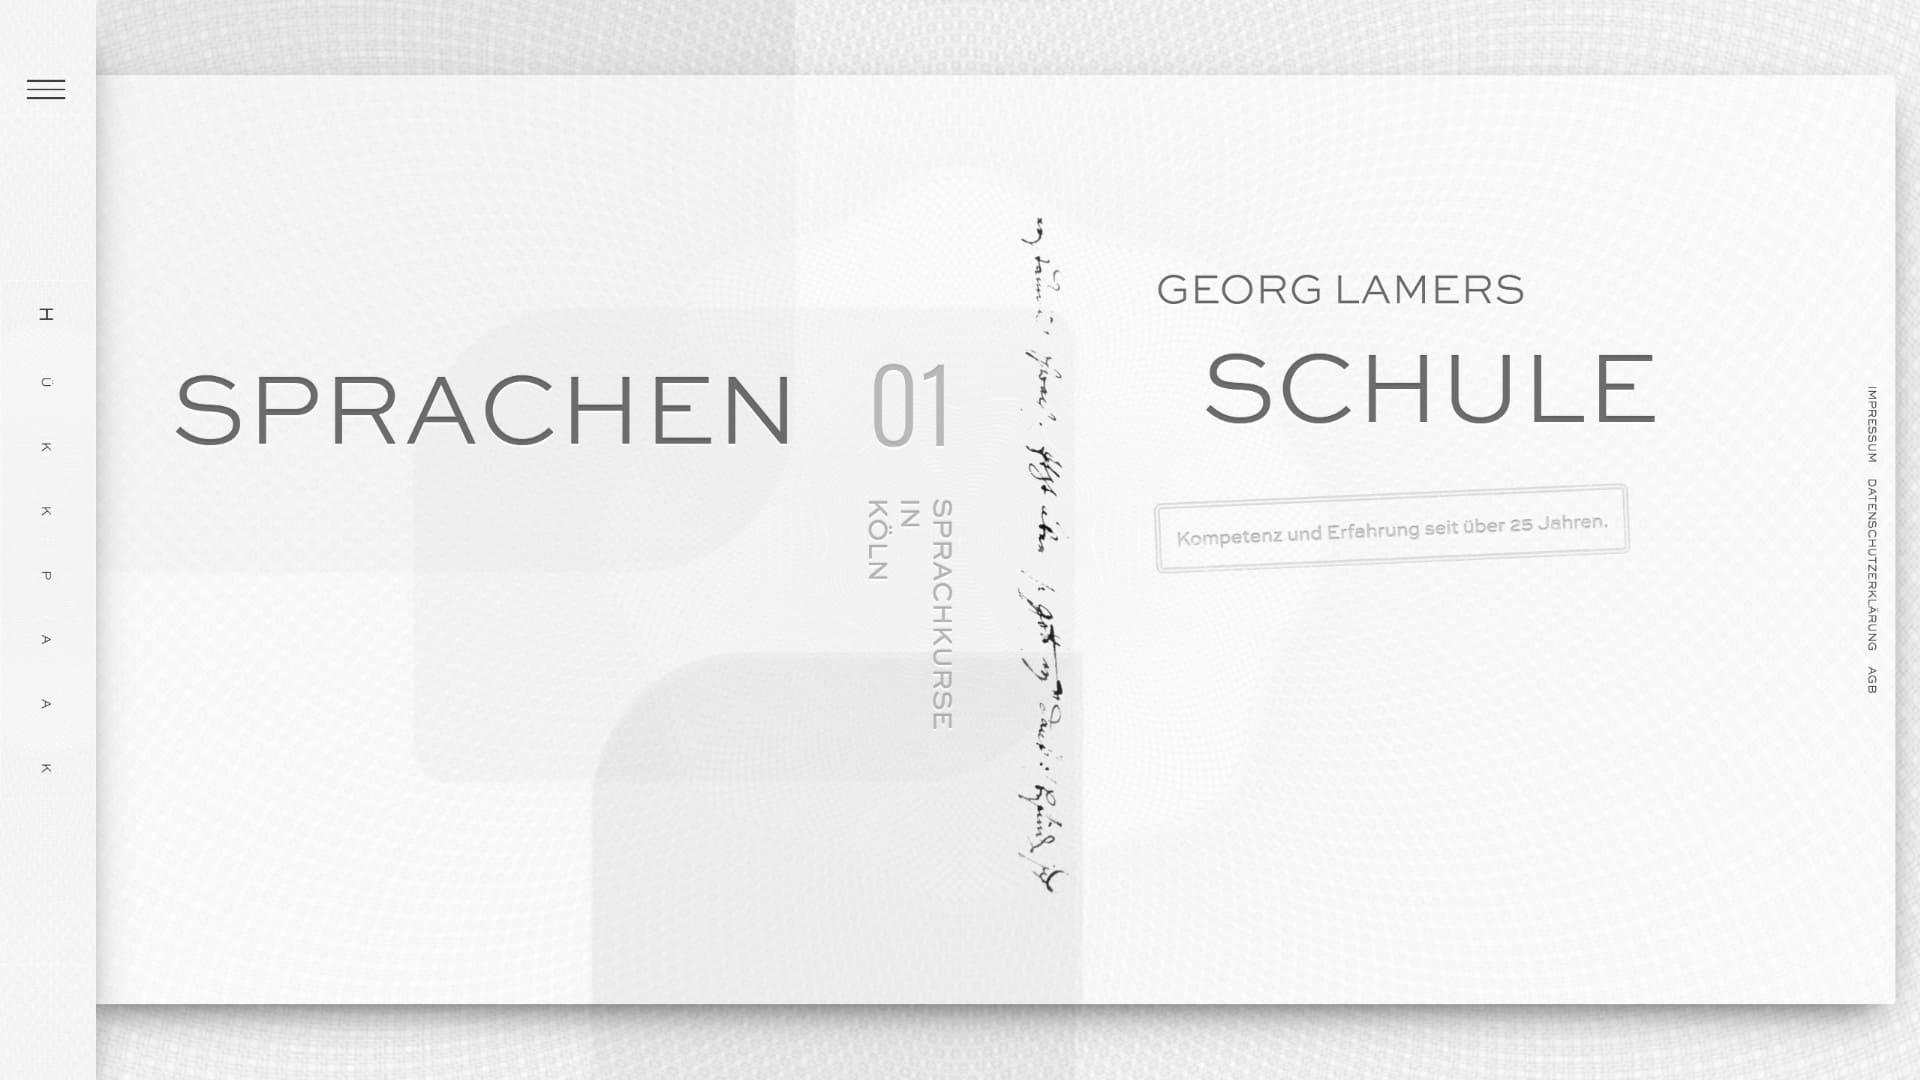 H
Ü
K
K
P
A
A
K
SPRACHEN
01
SPRACHKURSE
IN
KÖLN
GEORG LAMERS
SCHULE
Kompetenz und Erfahrung seit über 25 Jahren.
IMPRESSUM DATENSCHUTZERKLÄRUNG AGB